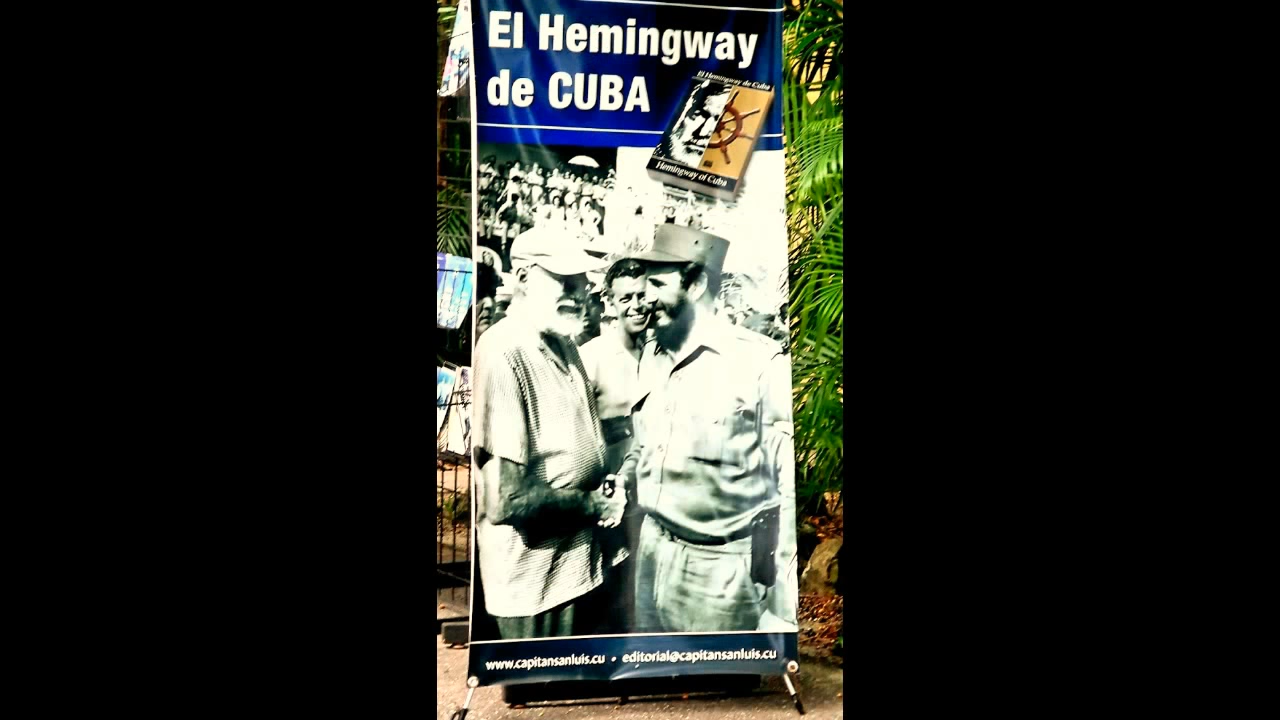 El Hemingway
de CUBA
El Hemingway de Cuba
Hemingway of Cuba
www.capitansanluis.cu • editorial@capitansanluis.cu